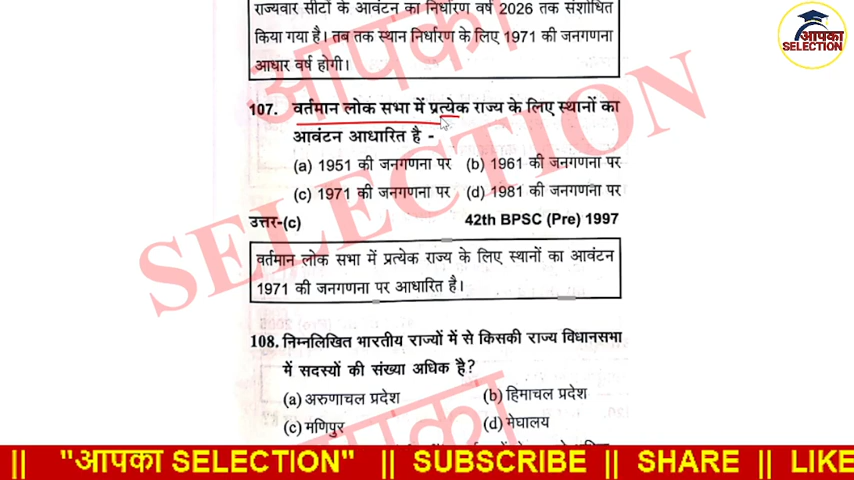 राज्यवार सीटों के आवंटन का निर्धारण वर्ष 2026 तक संशोधित
किया गया है। तब तक स्थान निर्धारण के लिए 1971 की जनगणना
आधार वर्ष होगी।
आपका
SELECTION
107. वर्तमान लोक सभा में प्रत्येक राज्य के लिए स्थानों का
आवंटन आधारित है -
(a) 1951 की जनगणना पर (b) 1961 की जनगणना पर
(c) 1971 की जनगणना पर (d) 1981 की जनगणना पर
उत्तर-(c) 42th BPSC (Pre) 1997
वर्तमान लोक सभा में प्रत्येक राज्य के लिए स्थानों का आवंटन
1971 की जनगणना पर आधारित है।
108. निम्नलिखित भारतीय राज्यों में से किसकी राज्य विधानसभा
में सदस्यों की संख्या अधिक है?
(a) अरुणाचल प्रदेश (b) हिमाचल प्रदेश
(c) मणिपुर (d) मेघालय
आपका
SELECTION
आपका
|| "आपका SELECTION" || SUBSCRIBE || SHARE || LIKE